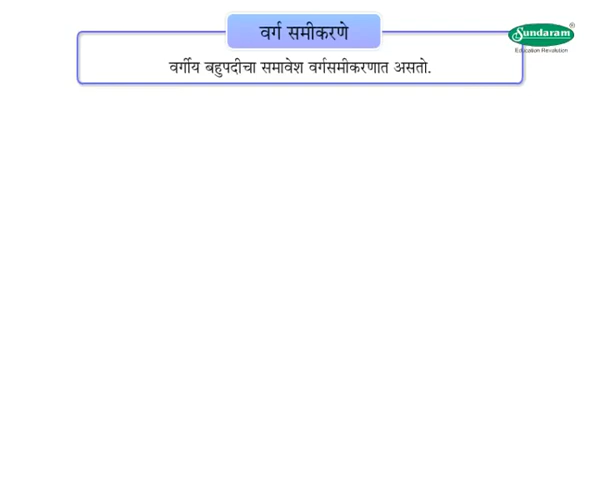 वर्ग समीकरणे
Sundaram®
Education Revolution
वर्गीय बहुपदीचा समावेश वर्गसमीकरणात असतो.